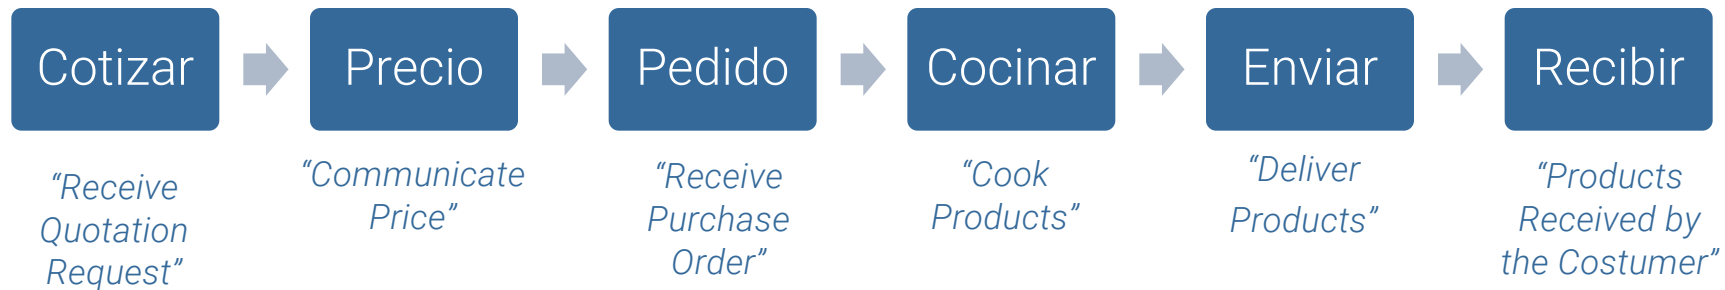 Cotizar
Precio
Pedido
Cocinar
Enviar
Recibir
“Receive
Quotation
Request”
“Communicate
Price”
“Receive
Purchase
Order”
“Cook
Products”
“Deliver
Products”
“Products
Received by
the Costumer”